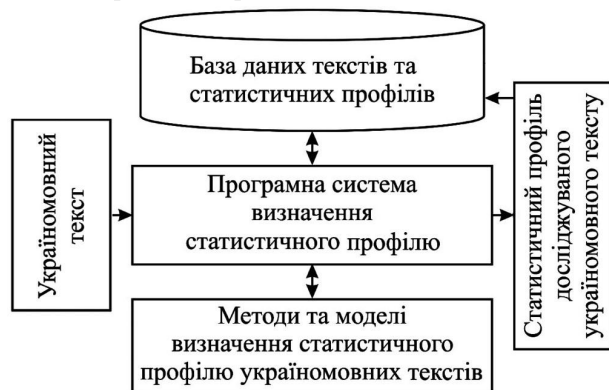 База даних текстів та
статистичних профілів
Україномовний
текст
Програмна система
визначення
статистичного профілю
Статистичний профіль
досліджуваного
україномовного тексту
Методи та моделі
визначення статистичного
профілю україномовних текстів